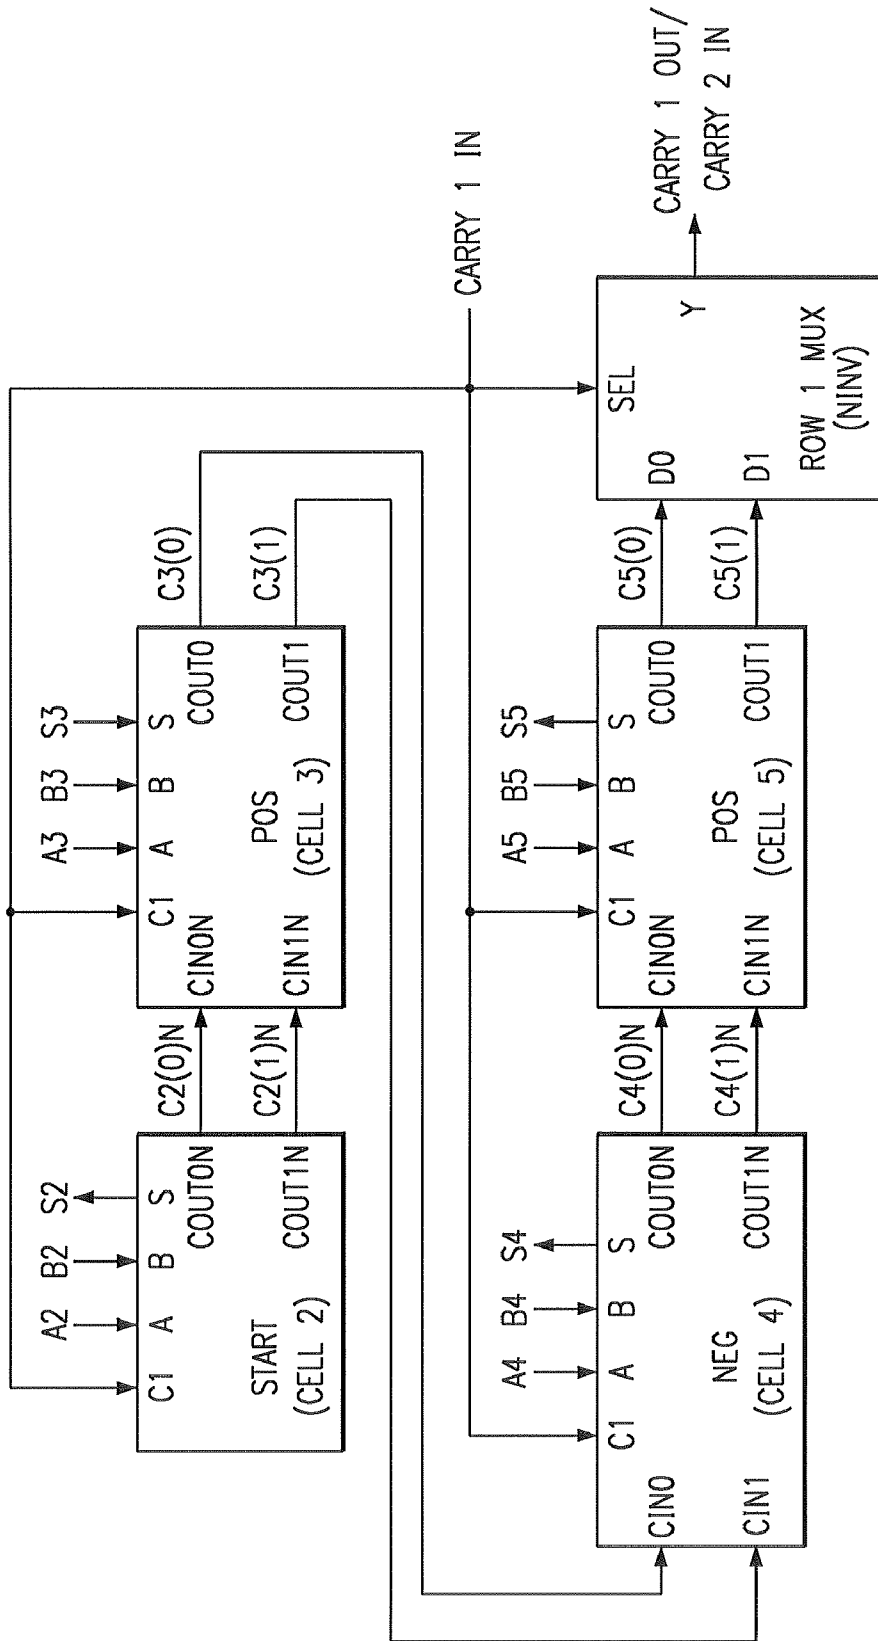 A2
B2
S2
C1
A
B
S
START
(CELL 2)
COUT0N
COUT1N
C2(0)N
C2(1)N
A3
B3
S3
C1
A
B
S
CIN0N
CIN1N
POS
(CELL 3)
COUT0
COUT1
C3(0)
C3(1)
CARRY 1 IN
A4
B4
S4
C1
A
B
S
CIN0
CIN1
NEG
(CELL 4)
COUT0N
COUT1N
C4(0)N
C4(1)N
A5
B5
S5
C1
A
B
S
CIN0N
CIN1N
POS
(CELL 5)
COUT0
COUT1
C5(0)
C5(1)
SEL
D0
D1
Y
ROW 1 MUX
(NINV)
CARRY 1 OUT/
CARRY 2 IN